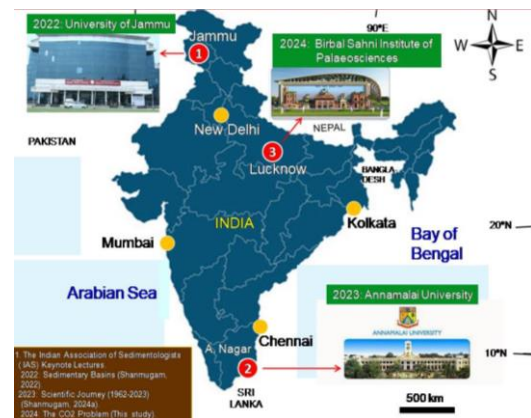 2022: University of Jammu
90°E
2024: Birbal Sahni Institute of
Palaeosciences
N
W
E
S
1
Jammu
PAKISTAN
New Delhi
NEPAL
3
Lucknow
BANGLA
DESH
INDIA
Kolkata
20°N
Mumbai
Bay of
Bengal
Arabian Sea
2023: Annamalai University
ANNAMALAI UNIVERSITY
Chennai
A. Nagar
2
10°N
SRI
LANKA
500 km
1. The Indian Association of Sedimentologists
(IAS) Keynote Lectures.
2022: Sedimentary Basins (Shanmugam,
2022)
2023: Scientific Journey (1962-2023)
(Shanmugam, 2024a)
2024: The CO2 Problem (This study).